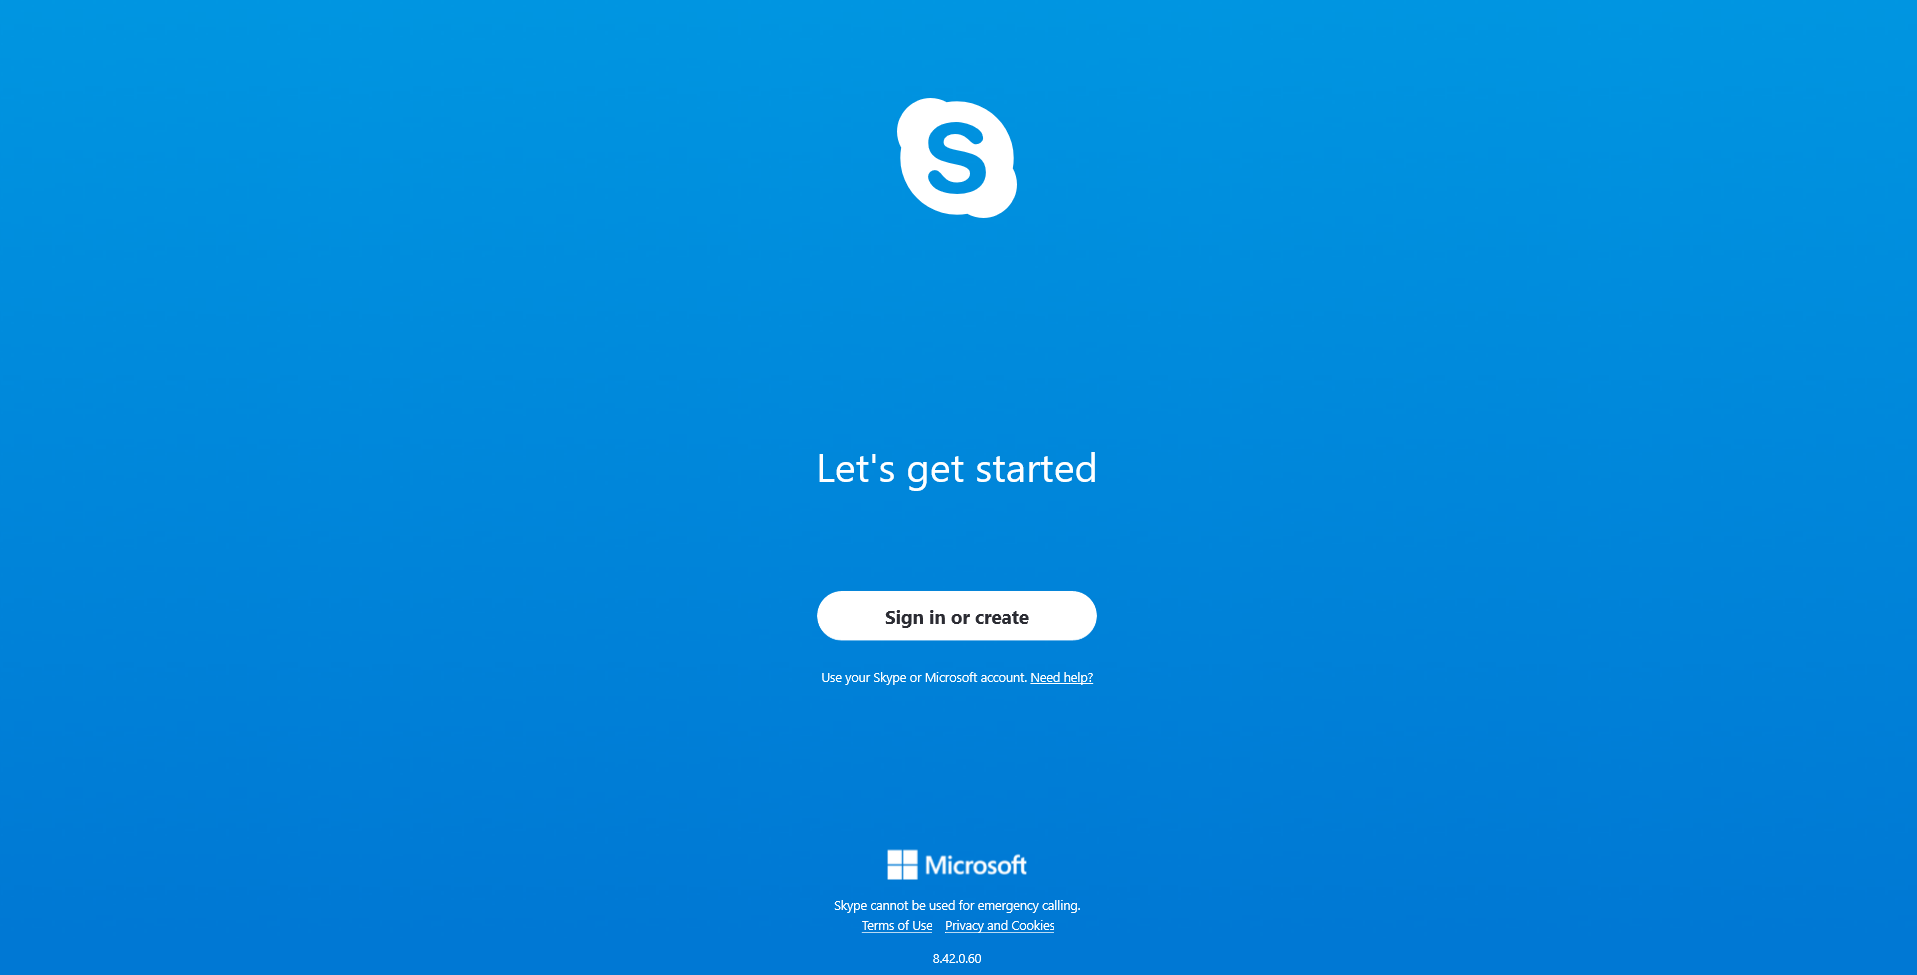 S
Let's get started
Sign in or create
Use your Skype or Microsoft account. Need help?
Microsoft
Skype cannot be used for emergency calling.
Terms of Use Privacy and Cookies
8.42.0.60